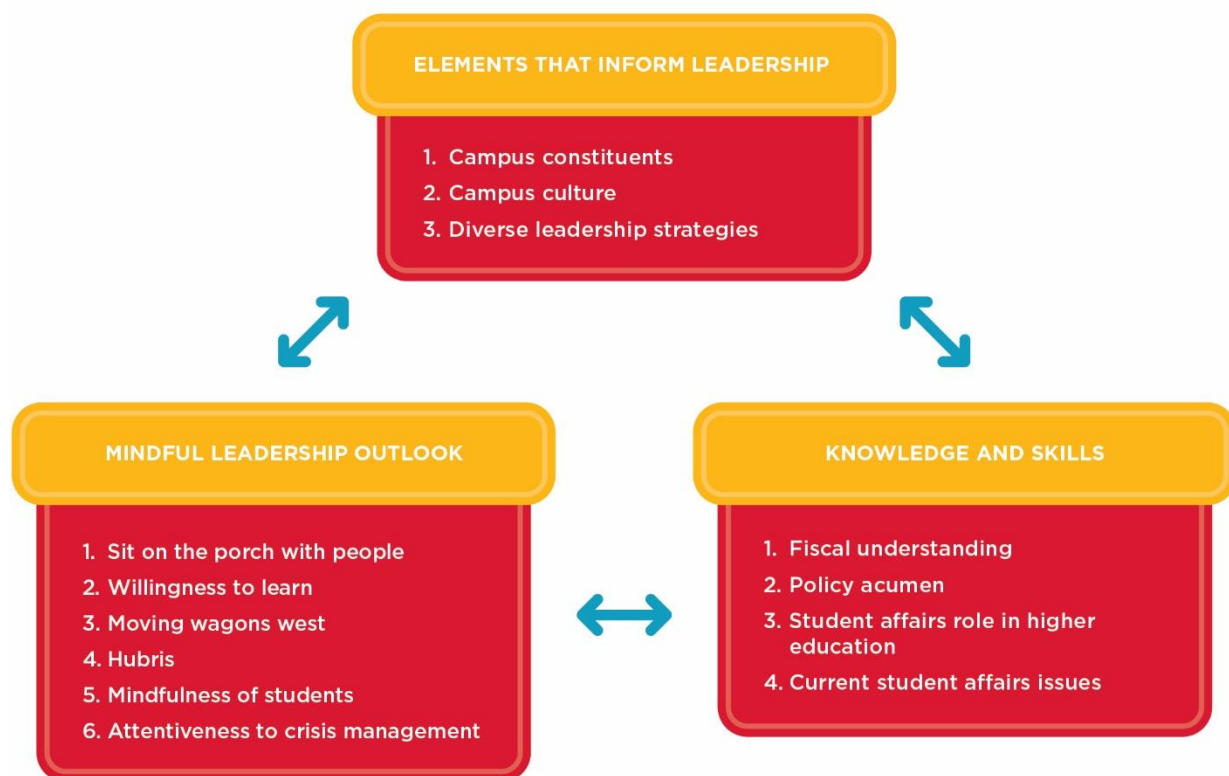 ELEMENTS THAT INFORM LEADERSHIP
1. Campus constituents
2. Campus culture
3. Diverse leadership strategies
MINDFUL LEADERSHIP OUTLOOK
1. Sit on the porch with people
2. Willingness to learn
3. Moving wagons west
4. Hubris
5. Mindfulness of students
6. Attentiveness to crisis management
KNOWLEDGE AND SKILLS
1. Fiscal understanding
2. Policy acumen
3. Student affairs role in higher
education
4. Current student affairs issues